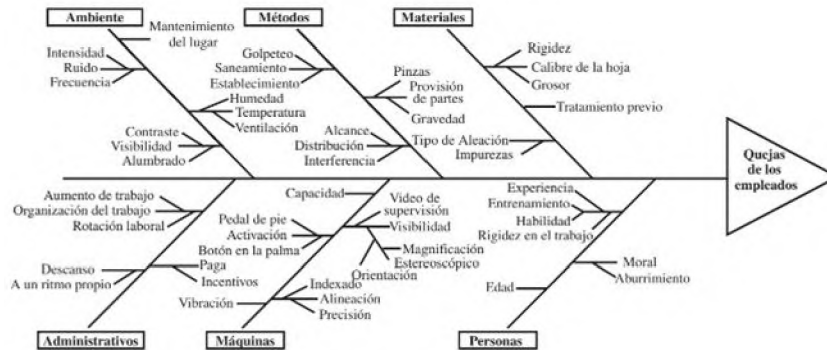 Ambiente
Métodos
Materiales
Mantenimiento
del lugar
Intensidad
Ruido
Frecuencia
Humedad
Temperatura
Ventilación
Contraste
Visibilidad
Alumbrado
Golpeteo
Saneamiento
Establecimiento
Pinzas
Provisión
de partes
Gravedad
Alcance
Distribución
Interferencia
Rigidez
Calibre de la hoja
Grosor
Tratamiento previo
Tipo de Aleación
Impurezas
Quejas
de los
empleados
Aumento de trabajo
Organización del trabajo
Rotación laboral
Descanso
A un ritmo propio
Paga
Incentivos
Capacidad
Pedal de pie
Activación
Botón en la palma
Video de
supervisión
Visibilidad
Magnificación
Estereoscópico
Orientación
Vibración
Indexado
Alineación
Precisión
Experiencia
Entrenamiento
Habilidad
Rigidez en el trabajo
Moral
Aburrimiento
Edad
Administrativos
Máquinas
Personas